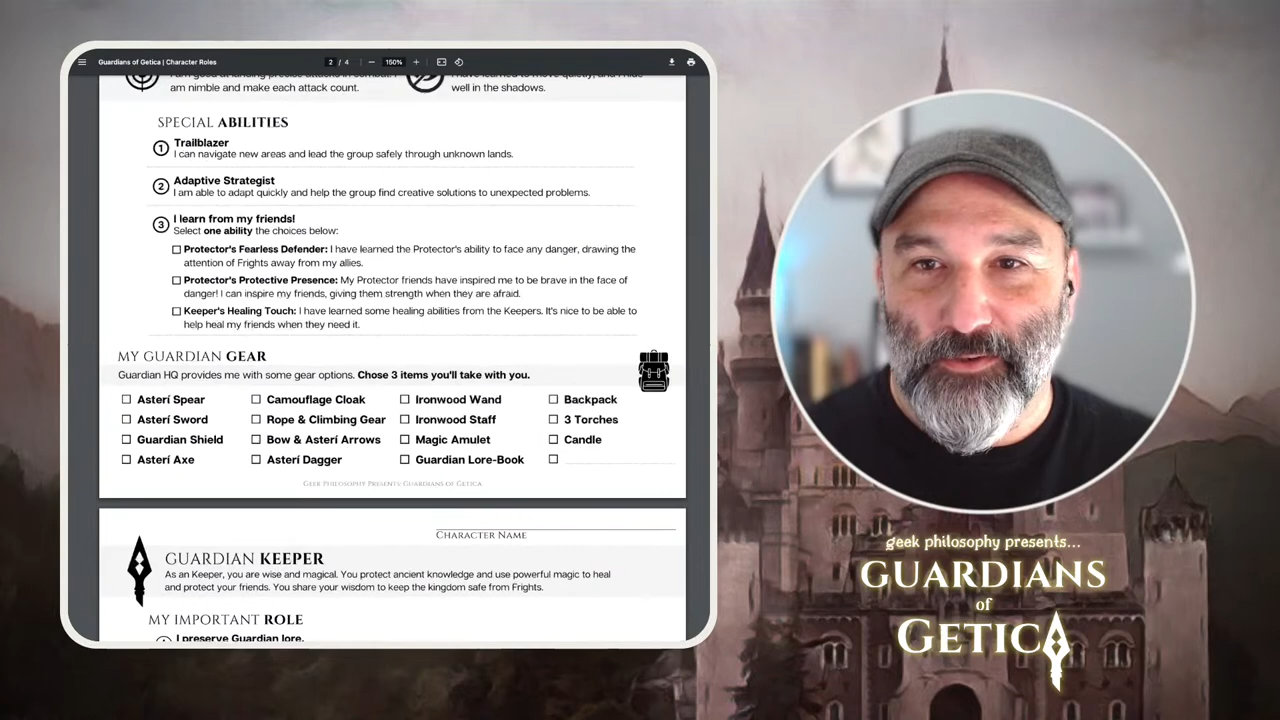 Guardians of Getica | Character Roles
2 / 4
150%
am nimble and make each attack count.
well in the shadows.
SPECIAL ABILITIES
1 Trailblazer
I can navigate new areas and lead the group safely through unknown lands.
2 Adaptive Strategist
I am able to adapt quickly and help the group find creative solutions to unexpected problems.
3 I learn from my friends!
Select one ability the choices below:
Protector's Fearless Defender: I have learned the Protector's ability to face any danger, drawing the
attention of Frights away from my allies.
Protector's Protective Presence: My Protector friends have inspired me to be brave in the face of
danger! I can inspire my friends, giving them strength when they are afraid.
Keeper's Healing Touch: I have learned some healing abilities from the Keepers. It's nice to be able to
help heal my friends when they need it.
MY GUARDIAN GEAR
Guardian HQ provides me with some gear options. Chose 3 items you'll take with you.
Asterí Spear Camouflage Cloak Ironwood Wand Backpack
Asterí Sword Rope & Climbing Gear Ironwood Staff 3 Torches
Guardian Shield Bow & Asterí Arrows Magic Amulet Candle
Asterí Axe Asterí Dagger Guardian Lore-Book
GEEK PHILOSOPHY PRESENTS: GUARDIANS OF GETICA
CHARACTER NAME
GUARDIAN KEEPER
As an Keeper, you are wise and magical. You protect ancient knowledge and use powerful magic to heal
and protect your friends. You share your wisdom to keep the kingdom safe from Frights.
MY IMPORTANT ROLE
I preserve Guardian lore.
geek philosophy presents...
GUARDIANS
of
GETICA